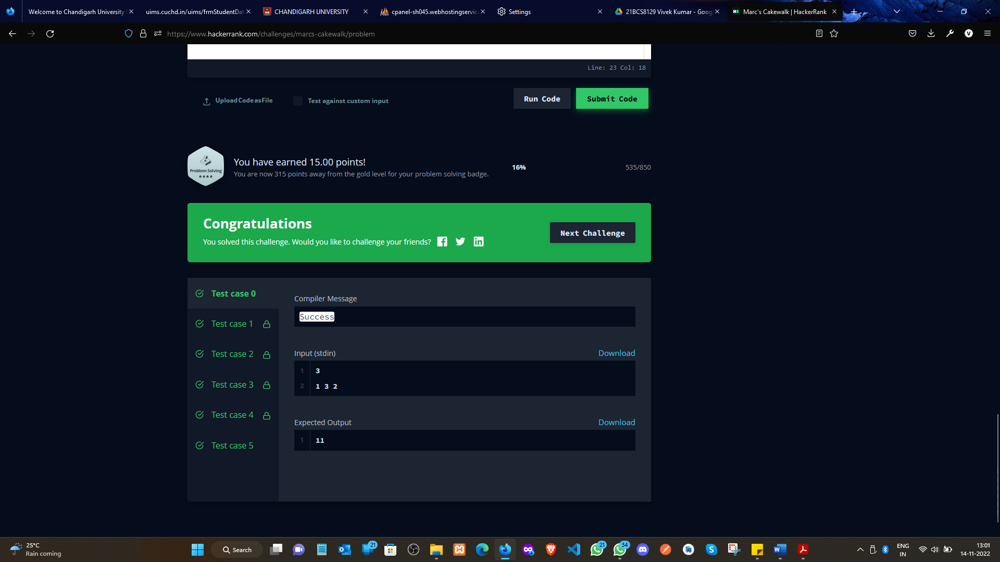 Welcome to Chandigarh University
uims.cuchd.in/uims/frmStudentDat
CHANDIGARH UNIVERSITY
cpanel-sh045.webhostingservic
Settings
21BCS8129 Vivek Kumar - Goog
Marc's Cakewalk | HackerRank
https://www.hackerrank.com/challenges/marcs-cakewalk/problem
V
Line: 23 Col: 18
Upload Code as File
Test against custom input
Run Code
Submit Code
Problem Solving
You have earned 15.00 points!
You are now 315 points away from the gold level for your problem solving badge.
16%
535/850
Congratulations
You solved this challenge. Would you like to challenge your friends?
Next Challenge
Test case 0
Test case 1
Test case 2
Test case 3
Test case 4
Test case 5
Compiler Message
Success
Input (stdin)
Download
1 3
2 1 3 2
Expected Output
Download
1 11
25°C
Rain coming
Search
21
21
34
ENG
IN
13:01
14-11-2022